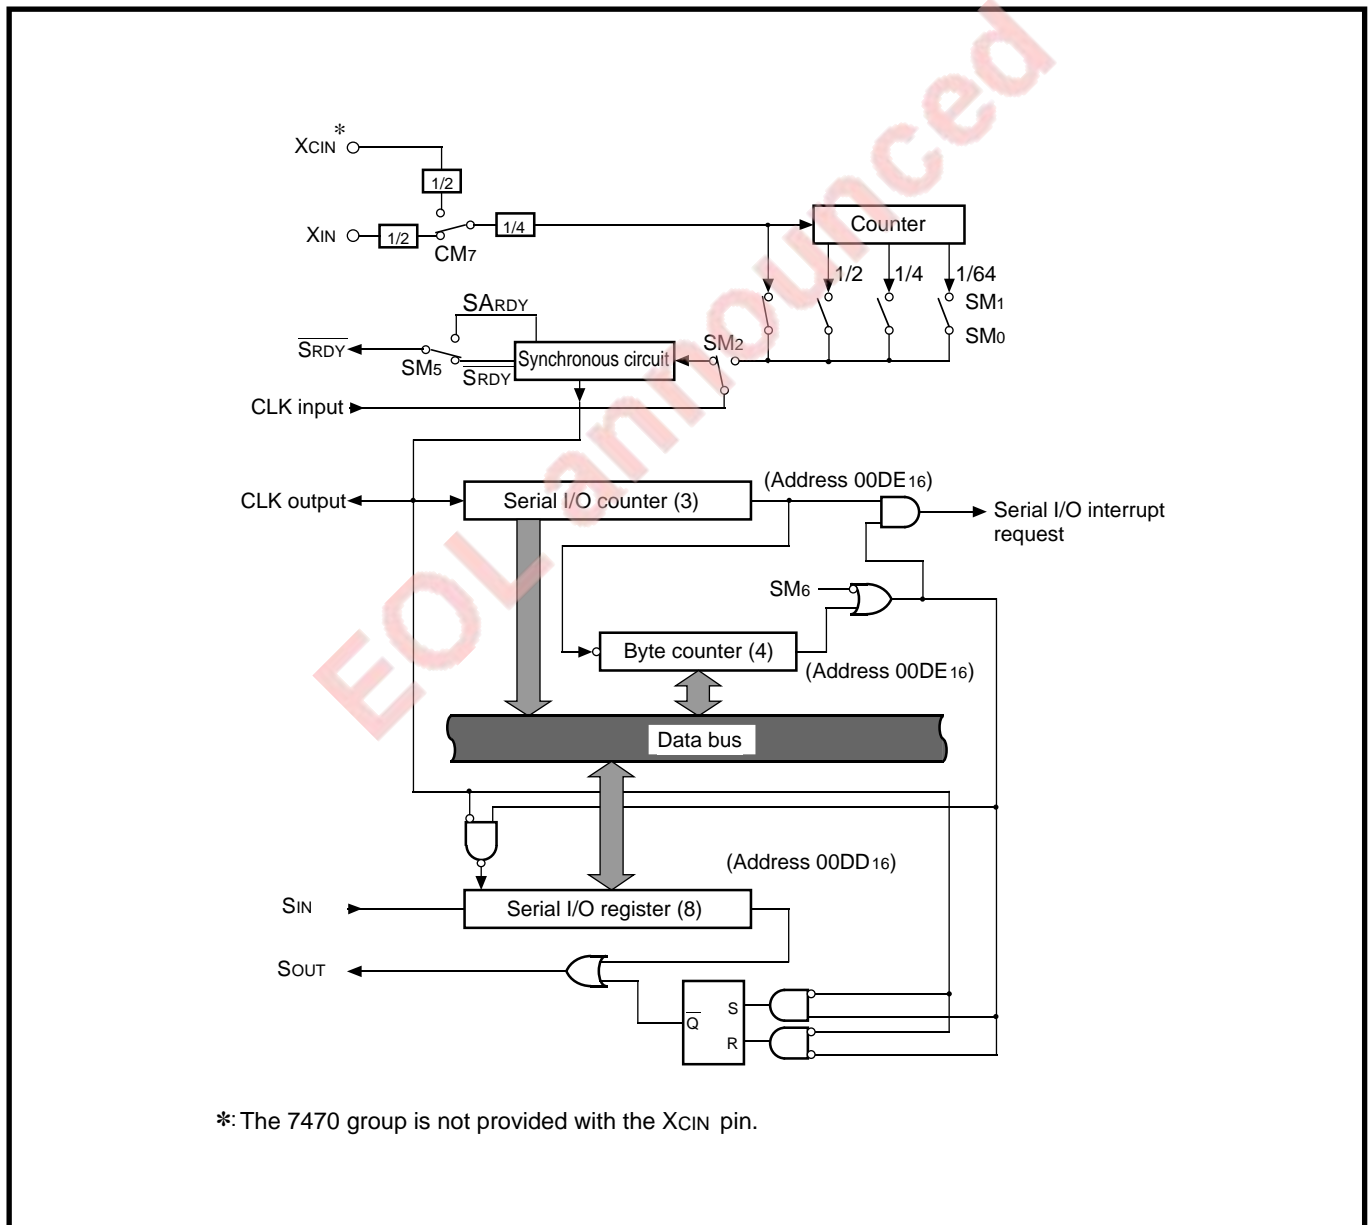 XCIN *
1/2
XIN
1/2
CM7
1/4
Counter
1/2
1/4
1/64
SM1
SM0
SARDY
SRDY
SM5
SRDY
Synchronous circuit
SM2
CLK input
CLK output
Serial I/O counter (3)
(Address 00DE16)
Serial I/O interrupt
request
SM6
Byte counter (4)
(Address 00DE16)
Data bus
(Address 00DD16)
SIN
Serial I/O register (8)
SOUT
Q
S
R
*: The 7470 group is not provided with the XCIN pin.
EOL announced